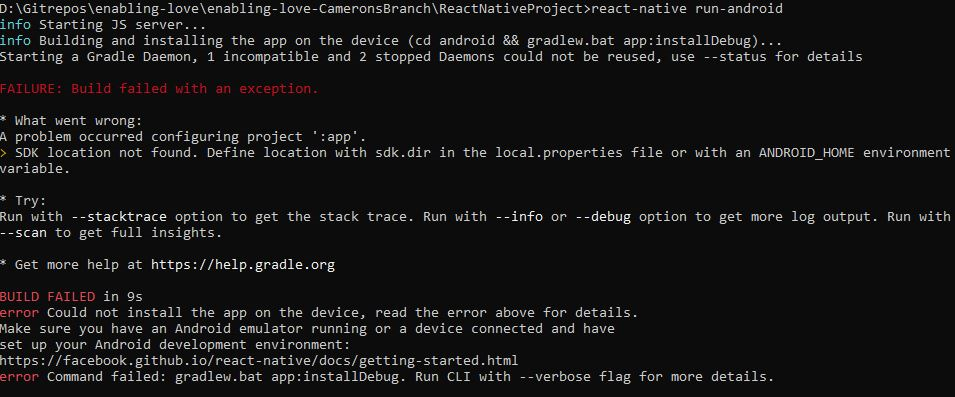 D:\Gitrepos\enabling-love\enabling-love-CameronsBranch\ReactNativeProject>react-native run-android
info Starting JS server...
info Building and installing the app on the device (cd android && gradlew.bat app:installDebug)...
Starting a Gradle Daemon, 1 incompatible and 2 stopped Daemons could not be reused, use --status for details
FAILURE: Build failed with an exception.
* What went wrong:
A problem occurred configuring project ':app'.
> SDK location not found. Define location with sdk.dir in the local.properties file or with an ANDROID_HOME environment
variable.
* Try:
Run with --stacktrace option to get the stack trace. Run with --info or --debug option to get more log output. Run with
--scan to get full insights.
* Get more help at https://help.gradle.org
BUILD FAILED in 9s
error Could not install the app on the device, read the error above for details.
Make sure you have an Android emulator running or a device connected and have
set up your Android development environment:
https://facebook.github.io/react-native/docs/getting-started.html
error Command failed: gradlew.bat app:installDebug. Run CLI with --verbose flag for more details.